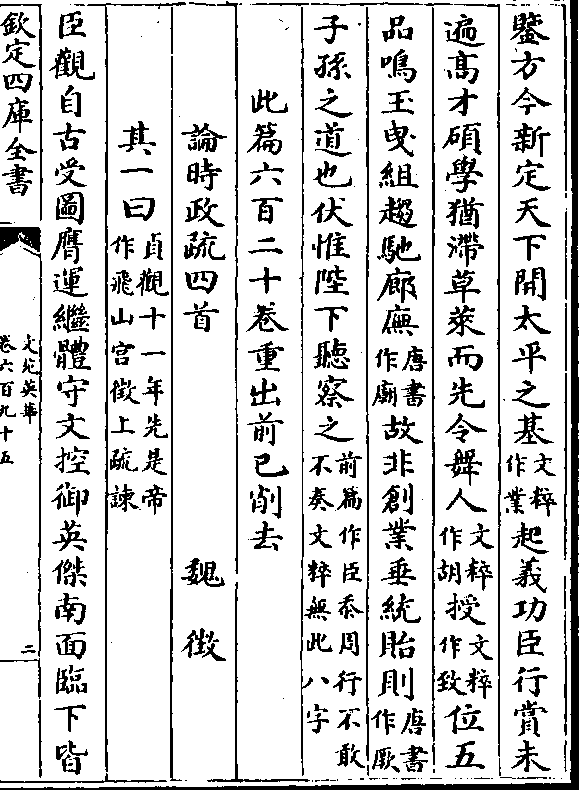 鑒方今新定天下開太平之基文粹作業起義功臣行賞未
遍髙才碩學猶滯草萊而先令舞人文粹作胡授文粹作致位五
品鳴玉曳組趨馳廊廡唐書作廟故非創業垂統貽則唐書作厥
子孫之道也伏惟陛下聽察之前篇作臣忝周行不敢不奏文粹無此八字
此篇六百二十卷重出前已削去
論時政疏四首 魏徴
其一曰貞觀十一年先是帝作飛山宫徴上疏諫
臣觀自古受圖膺運繼體守文控御英傑南面臨下皆
欽定四庫全書
文苑英華
卷六百九十五
二